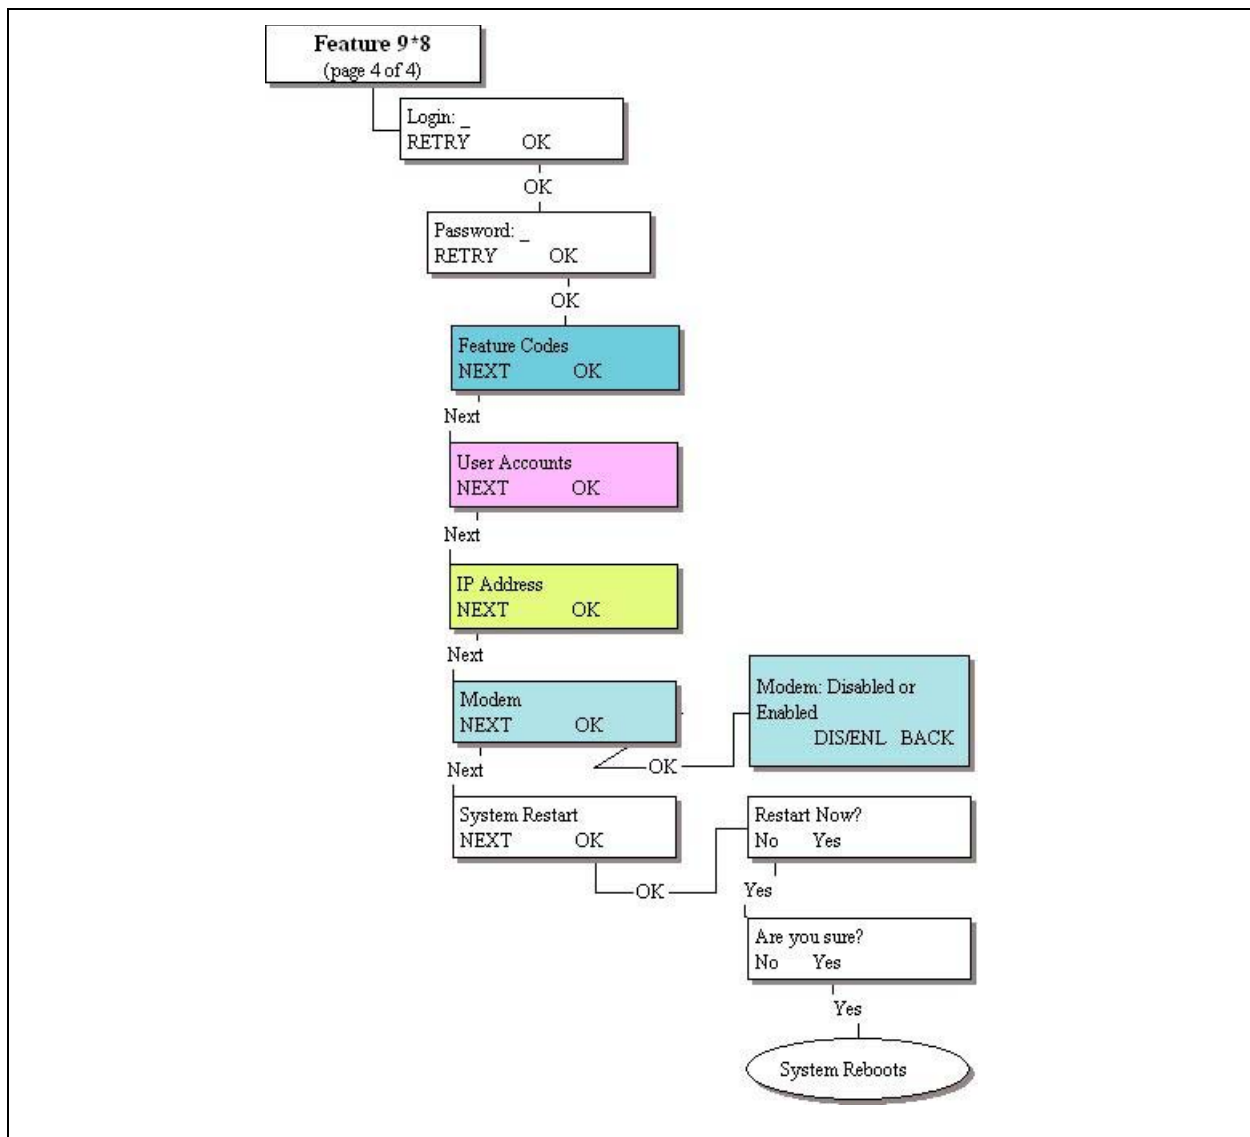 Feature 9*8
(page 4 of 4)
Login: _
RETRY OK
OK
Password: _
RETRY OK
OK
Feature Codes
NEXT OK
Next
User Accounts
NEXT OK
Next
IP Address
NEXT OK
Next
Modem
NEXT OK
OK
Modem: Disabled or
Enabled
DIS/ENL BACK
Next
System Restart
NEXT OK
OK
Restart Now?
No Yes
Yes
Are you sure?
No Yes
Yes
System Reboots